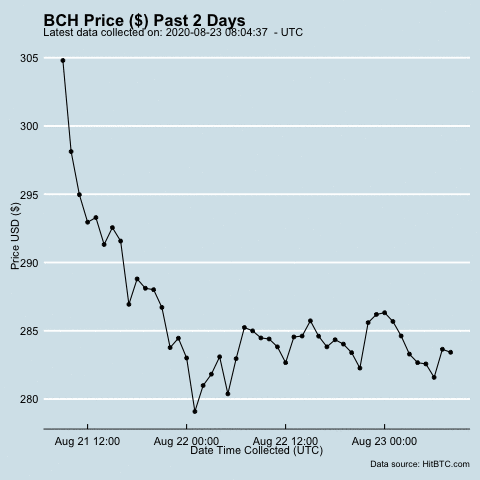 BCH Price ($) Past 2 Days
Latest data collected on: 2020-08-23 08:04:37  - UTC
305
300
295
290
285
280
Price USD ($)
Aug 21 12:00 Aug 22 00:00 Aug 22 12:00 Aug 23 00:00
Date Time Collected (UTC)
Data source: HitBTC.com